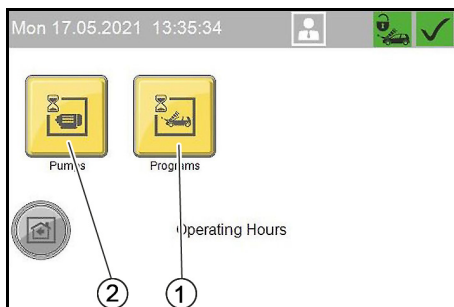 Mon 17.05.2021 13:35:34
Pumps
Programs
Operating Hours
2
1